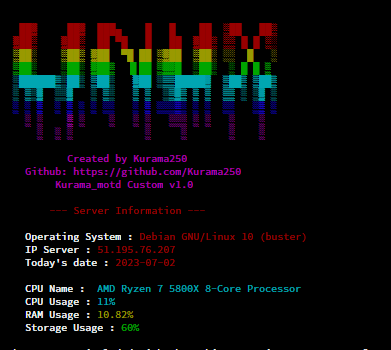 Created by Kurama250
Github: https://github.com/Kurama250
Kurama_motd Custom v1.0
~~~ Server Information ~~~
Operating System : Debian GNU/Linux 10 (buster)
IP Server : 51.195.76.207
Today's date : 2023-07-02
CPU Name : AMD Ryzen 7 5800X 8-Core Processor
CPU Usage : 11%
RAM Usage : 10.82%
Storage Usage : 60%